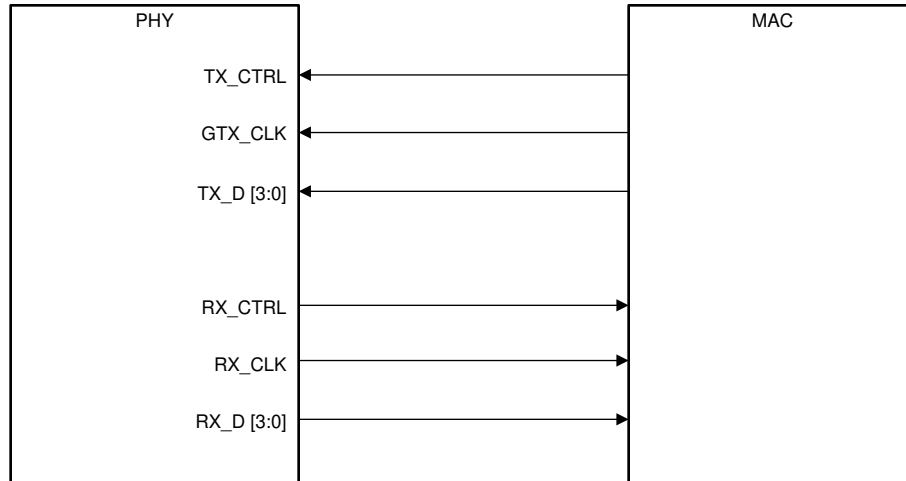 PHY
MAC
TX_CTRL
GTX_CLK
TX_D [3:0]
RX_CTRL
RX_CLK
RX_D [3:0]